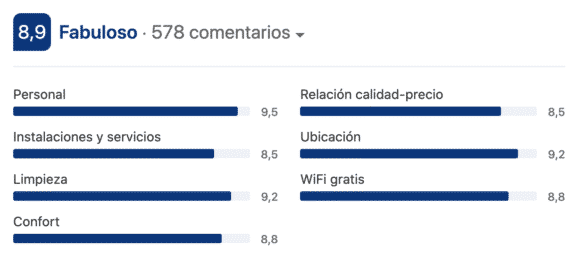 8,9 Fabuloso · 578 comentarios
Personal
9,5
Instalaciones y servicios
8,5
Limpieza
9,2
Confort
8,8
Relación calidad-precio
8,5
Ubicación
9,2
WiFi gratis
8,8